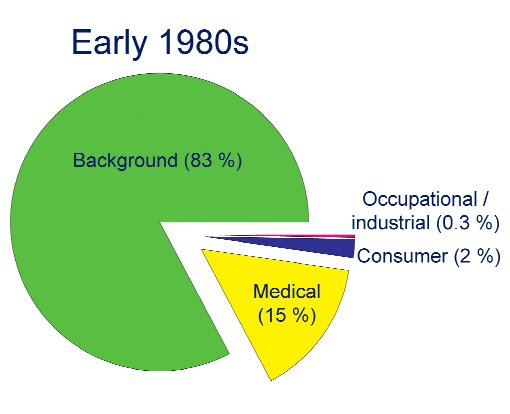 Early 1980s
Background (83 %)
Occupational /
industrial (0.3 %)
Consumer (2 %)
Medical
(15 %)